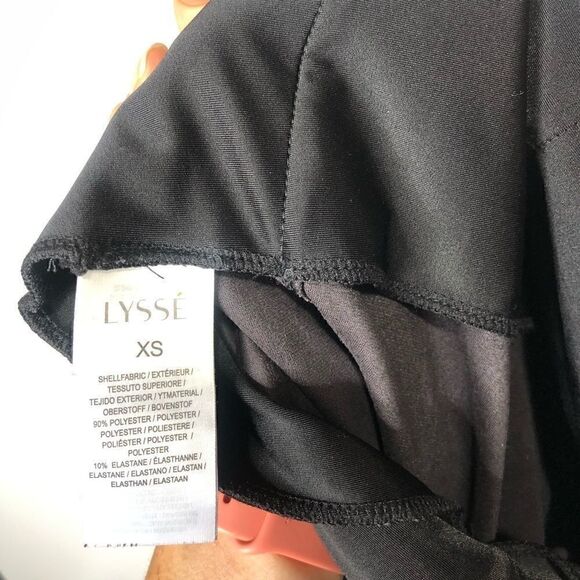 LYSSÉ
XS
SHELLFABRIC / EXTÉRIEUR /
TESSUTO SUPERIORE /
TEJIDO EXTERIOR / YTMATERIAL /
OBERSTOFF / BOVENSTOF
90% POLYESTER / POLYESTER /
POLYESTER / POLIESTERE /
POLIÉSTER / POLYESTER /
POLYESTER
10% ELASTANE / ÉLASTHANNE /
ELASTANE / ELASTANO / ELASTAN /
ELASTHAN / ELASTAAN